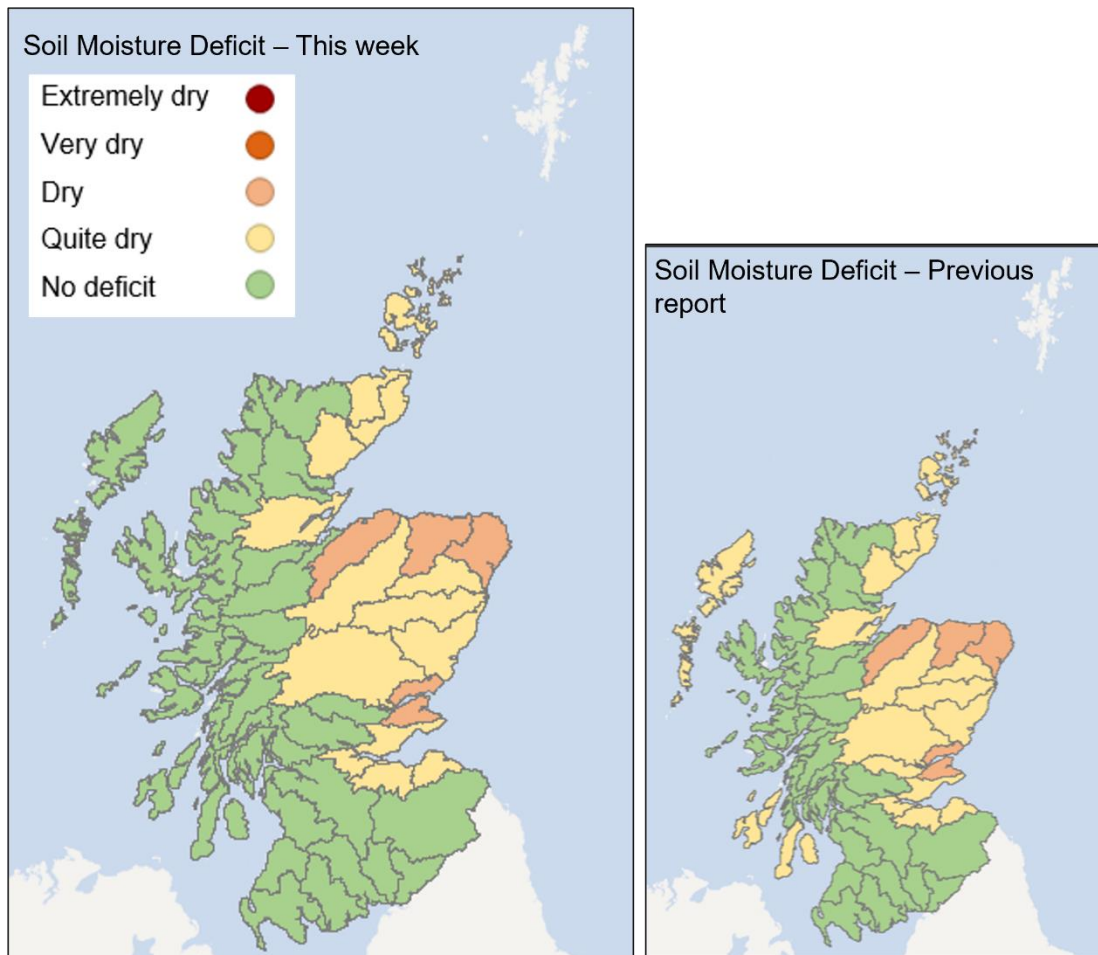 Soil Moisture Deficit – This week
Extremely dry
Very dry
Dry
Quite dry
No deficit
Soil Moisture Deficit – Previous
report